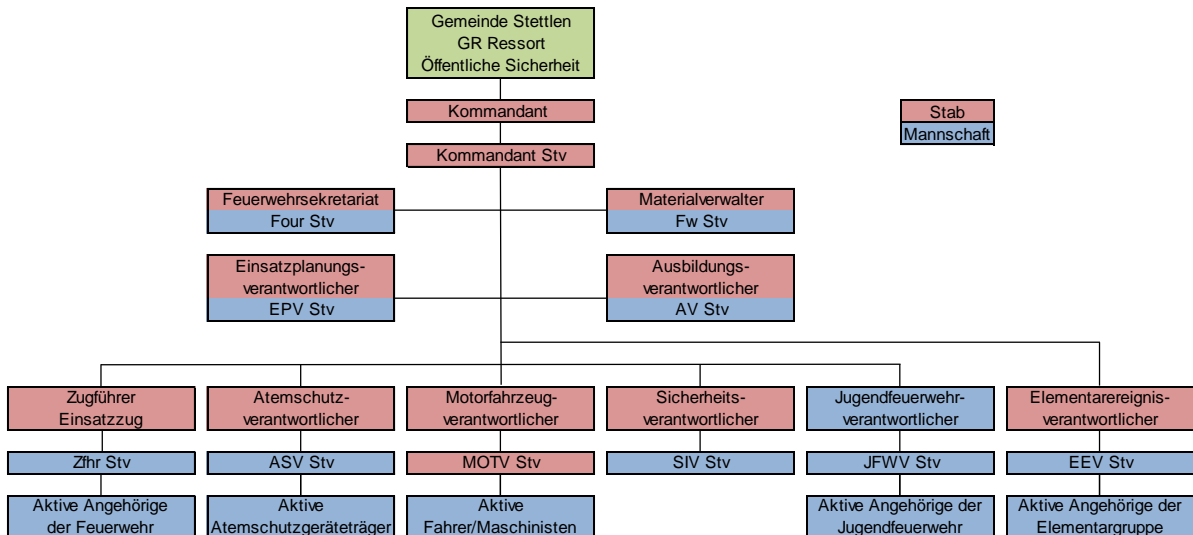 Gemeinde Stettlen
GR Ressort
Öffentliche Sicherheit
Kommandant
Stab
Mannschaft
Kommandant Stv
Feuerwehrsekretariat
Four Stv
Materialverwalter
Fw Stv
Einsatzplanungs-
verantwortlicher
EPV Stv
Ausbildungs-
verantwortlicher
AV Stv
Zugführer
Einsatzzug
Atemschutz-
verantwortlicher
Motorfahrzeug-
verantwortlicher
Sicherheits-
verantwortlicher
Jugendfeuerwehr-
verantwortlicher
Elementarereignis-
verantwortlicher
Zfhr Stv
ASV Stv
MOTV Stv
SIV Stv
JFWV Stv
EEV Stv
Aktive Angehörige
der Feuerwehr
Aktive
Atemschutzgeräteträger
Aktive
Fahrer/Maschinisten
Aktive Angehörige der
Jugendfeuerwehr
Aktive Angehörige der
Elementargruppe